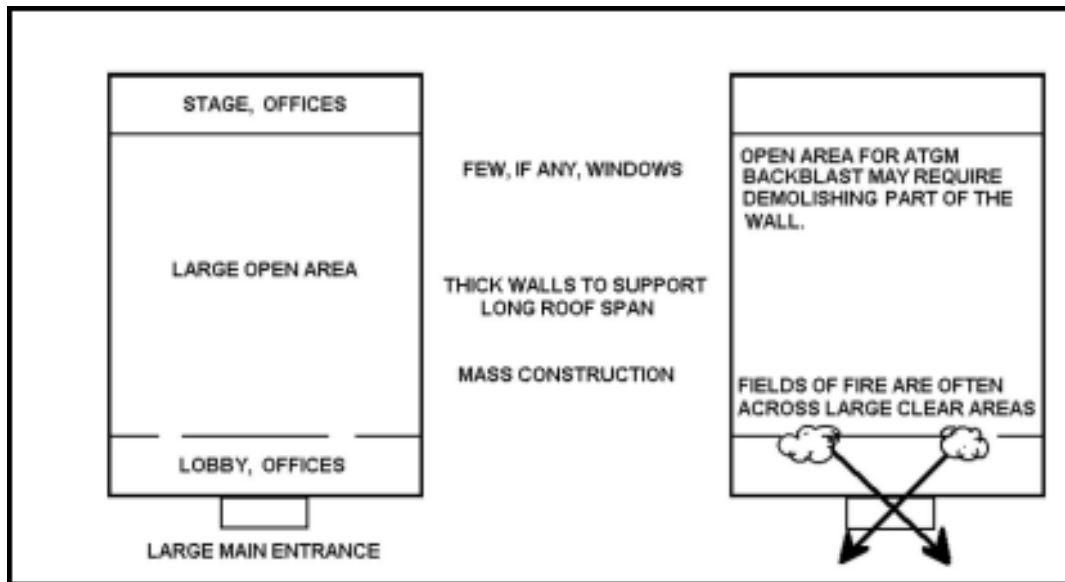 STAGE, OFFICES
LARGE OPEN AREA
LOBBY, OFFICES
LARGE MAIN ENTRANCE
FEW, IF ANY, WINDOWS
THICK WALLS TO SUPPORT
LONG ROOF SPAN
MASS CONSTRUCTION
OPEN AREA FOR ATGM
BACKBLAST MAY REQUIRE
DEMOLISHING PART OF THE
WALL.
FIELDS OF FIRE ARE OFTEN
ACROSS LARGE CLEAR AREAS